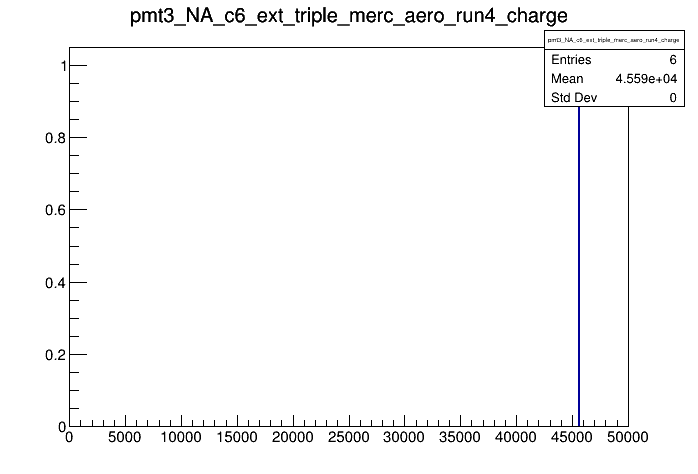 pmt3_NA_c6_ext_triple_merc_aero_run4_charge
pmt3_NA_c6_ext_triple_merc_aero_run4_charge
Entries 6
Mean 4.559e+04
Std Dev 0
1
0.8
0.6
0.4
0.2
0
0 5000 10000 15000 20000 25000 30000 35000 40000 45000 50000